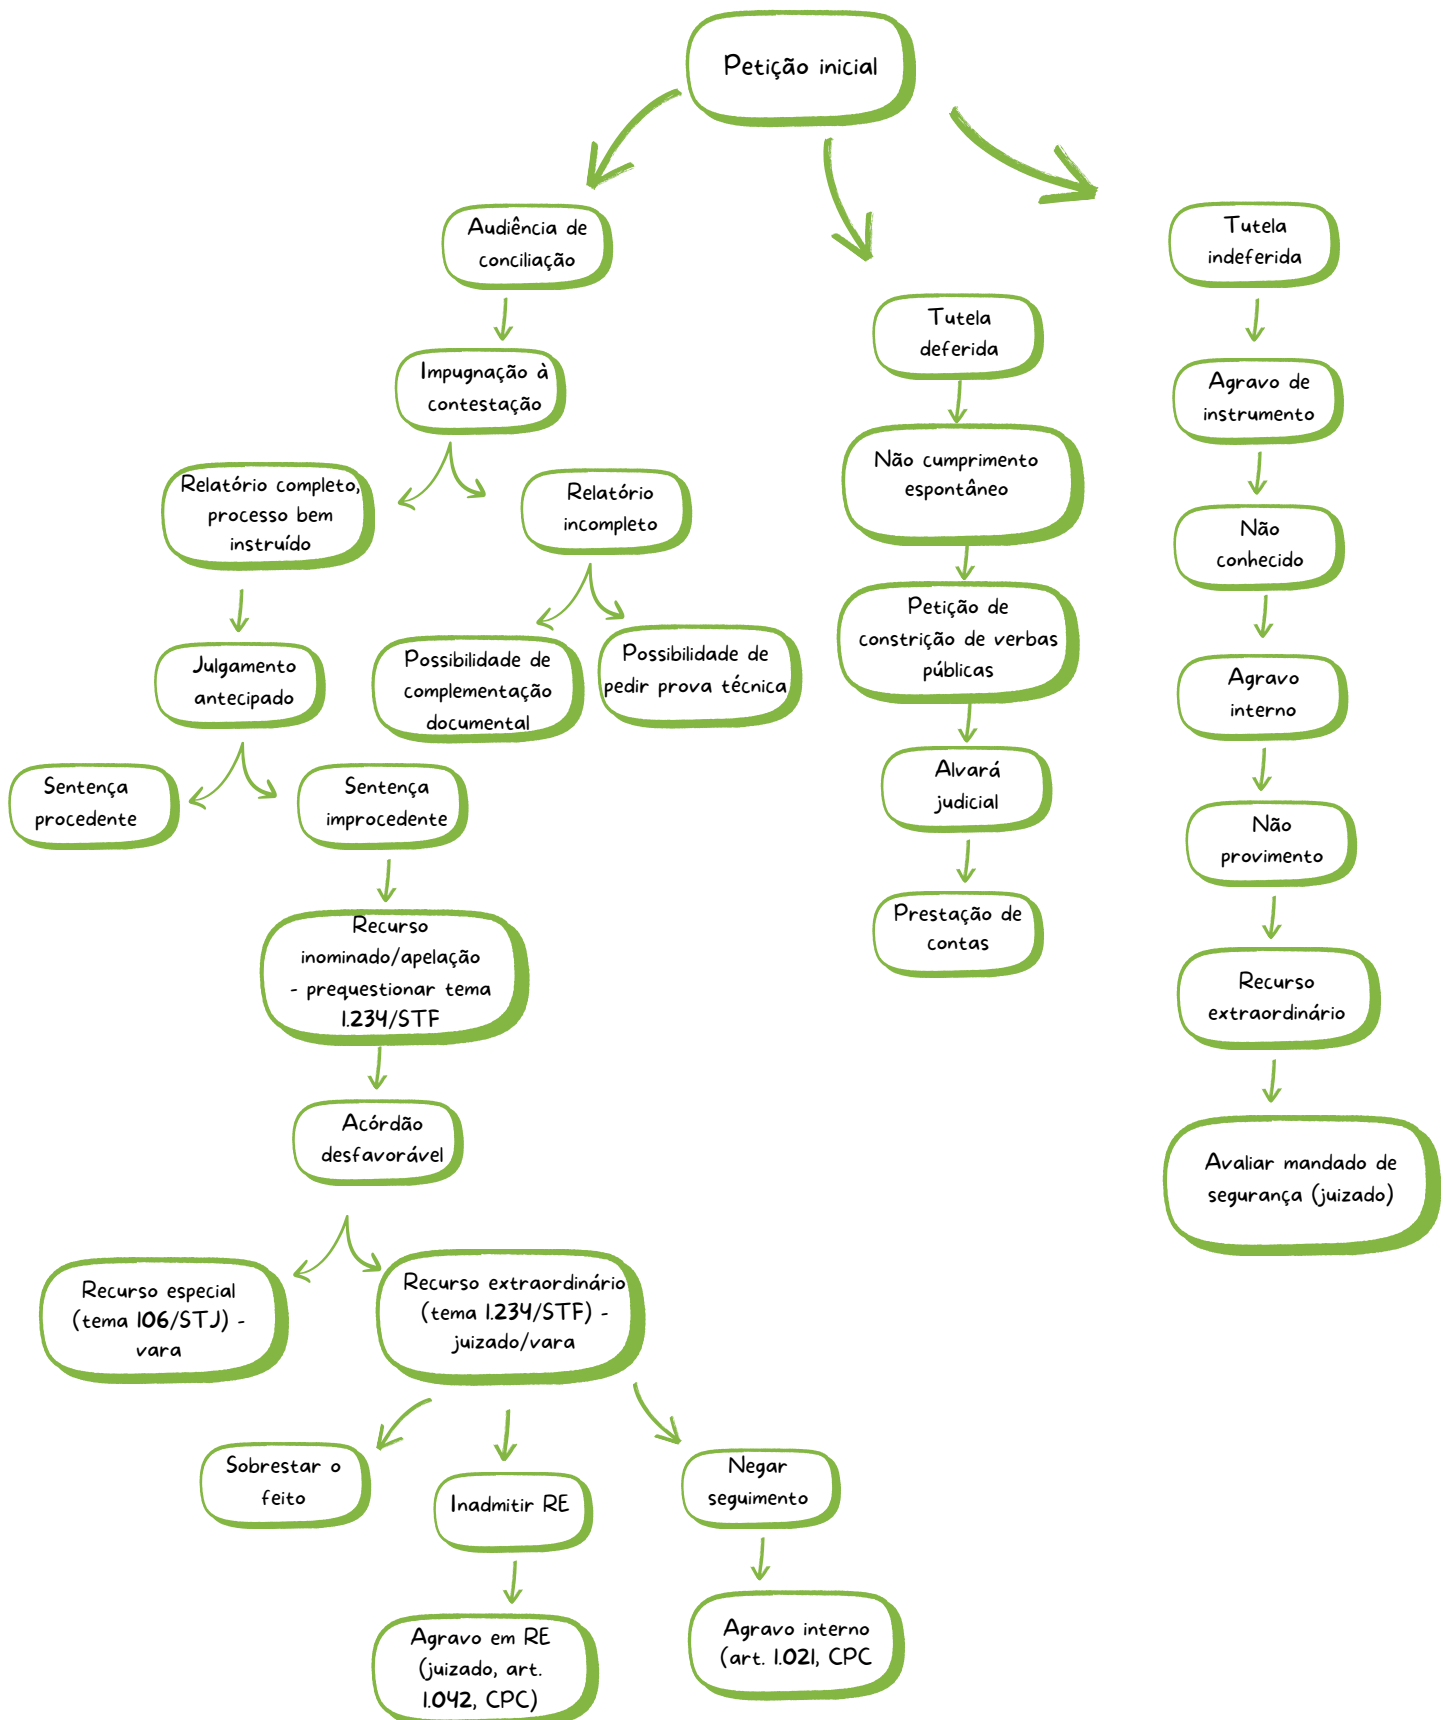 Petição inicial
Audiência de
conciliação
Impugnação à
contestação
Relatório completo,
processo bem
instruído
Relatório
incompleto
Julgamento
antecipado
Possibilidade de
complementação
documental
Possibilidade de
pedir prova técnica
Sentença
procedente
Sentença
improcedente
Recurso
inominado/apelação
- prequestionar tema
1.234/STF
Acórdão
desfavorável
Recurso especial
(tema 106/STJ) -
vara
Recurso extraordinário
(tema 1.234/STF) -
juizado/vara
Sobrestar o
feito
Inadmitir RE
Negar
seguimento
Agravo em RE
(juizado, art.
1.042, CPC)
Agravo interno
(art. 1.021, CPC
Tutela
deferida
Não cumprimento
espontâneo
Petição de
constrição de verbas
públicas
Alvará
judicial
Prestação de
contas
Tutela
indeferida
Agravo de
instrumento
Não
conhecido
Agravo
interno
Não
provimento
Recurso
extraordinário
Avaliar mandado de
segurança (juizado)